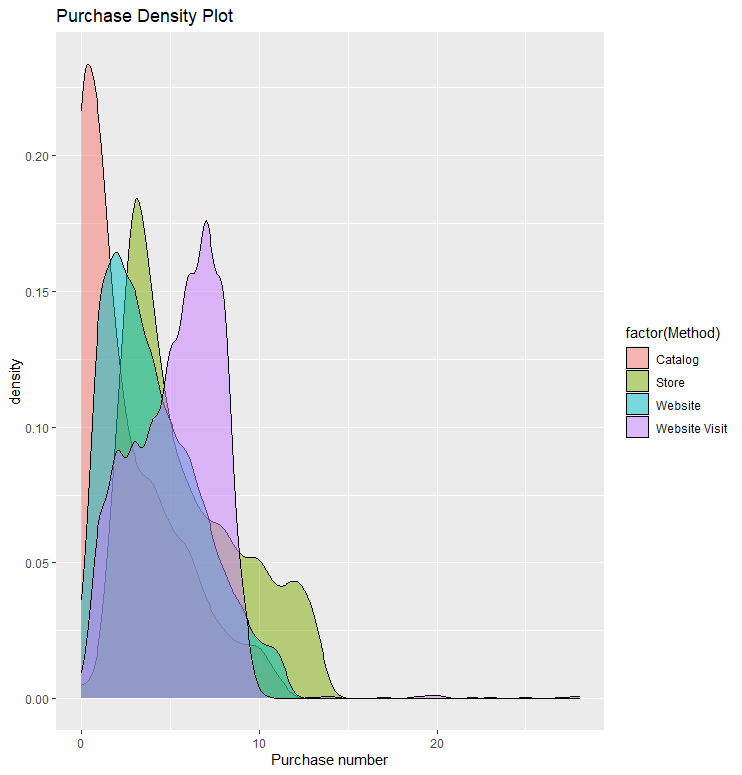 Purchase Density Plot
density
0.20
0.15
0.10
0.05
0.00
0
10
20
Purchase number
factor(Method)
Catalog
Store
Website
Website Visit